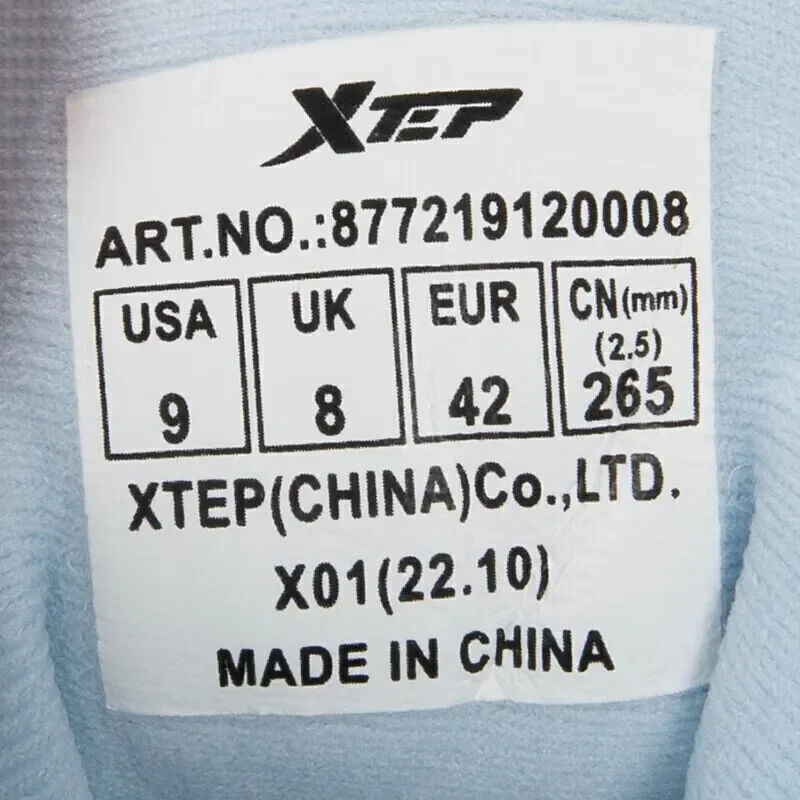 XTEP
ART.NO.:877219120008
USA UK EUR CN(mm)
(2.5)
9 8 42 265
XTEP(CHINA)Co.,LTD.
X01(22.10)
MADE IN CHINA